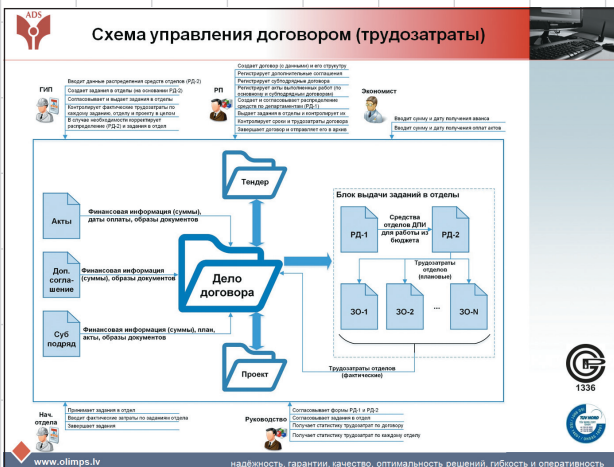 ADS
Схема управления договором (трудозатраты)
ГИП
Вводит данные распределения средств отделов (РД-2)
Создает задания в отделы (на основании РД-2)
Согласовывает и выдает задания в отделы
Контролирует фактические трудозатраты по
каждому заданию, отделу и проекту в целом
В случае необходимости корректирует
распределение (РД-2) и задания в отдел
РП
Создает договор (с данными) и его структуру
Регистрирует дополнительные соглашения
Регистрирует субподрядные договора
Регистрирует акты выполненных работ (по
основному и субподрядным договорам)
Создает и согласовывает распределение
средств по департаментам (РД-1)
Выдает задания в отделы и контролирует их
Контролирует сроки и трудозатраты договора
Завершает договор и отправляет его в архив
Экономист
Вводит сумму и дату получения аванса
Вводит сумму и дату получения оплат актов
Тендер
Блок выдачи заданий в отделы
Акты
Финансовая информация (суммы),
даты оплаты, образы документов
РД-1
Средства
отделов ДПИ
для работы из
бюджета
РД-2
Доп.
согла-
шение
Финансовая информация
(суммы), образы документов
Дело
договора
Трудозатраты
отделов
(плановые)
ЗО-1
ЗО-2
...
ЗО-N
Суб
подряд
Финансовая информация (суммы), план,
акты, образы документов
Проект
Трудозатраты отделов
(фактические)
1336
Нач.
отдела
Принимает задания в отдел
Вводит фактические затраты по заданиям отдела
Завершает задания
Руководство
Согласовывает формы РД-1 и РД-2
Согласовывает задания в отдел
Получает статистику трудозатрат по договору
Получает статистику трудозатрат по каждому отделу
TÜV NORD
www.olimps.lv
надёжность, гарантии, качество, оптимальность решений, гибкость и оперативность